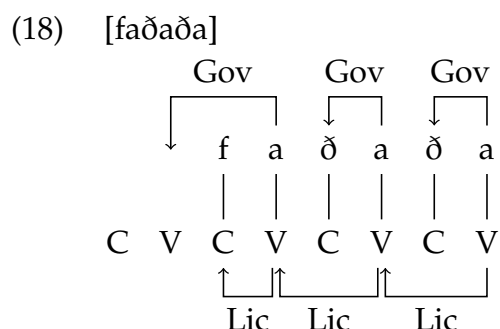 (18) [faðaða]
Gov Gov Gov
f a ð a ð a
C V C V C V C V
Lic Lic Lic